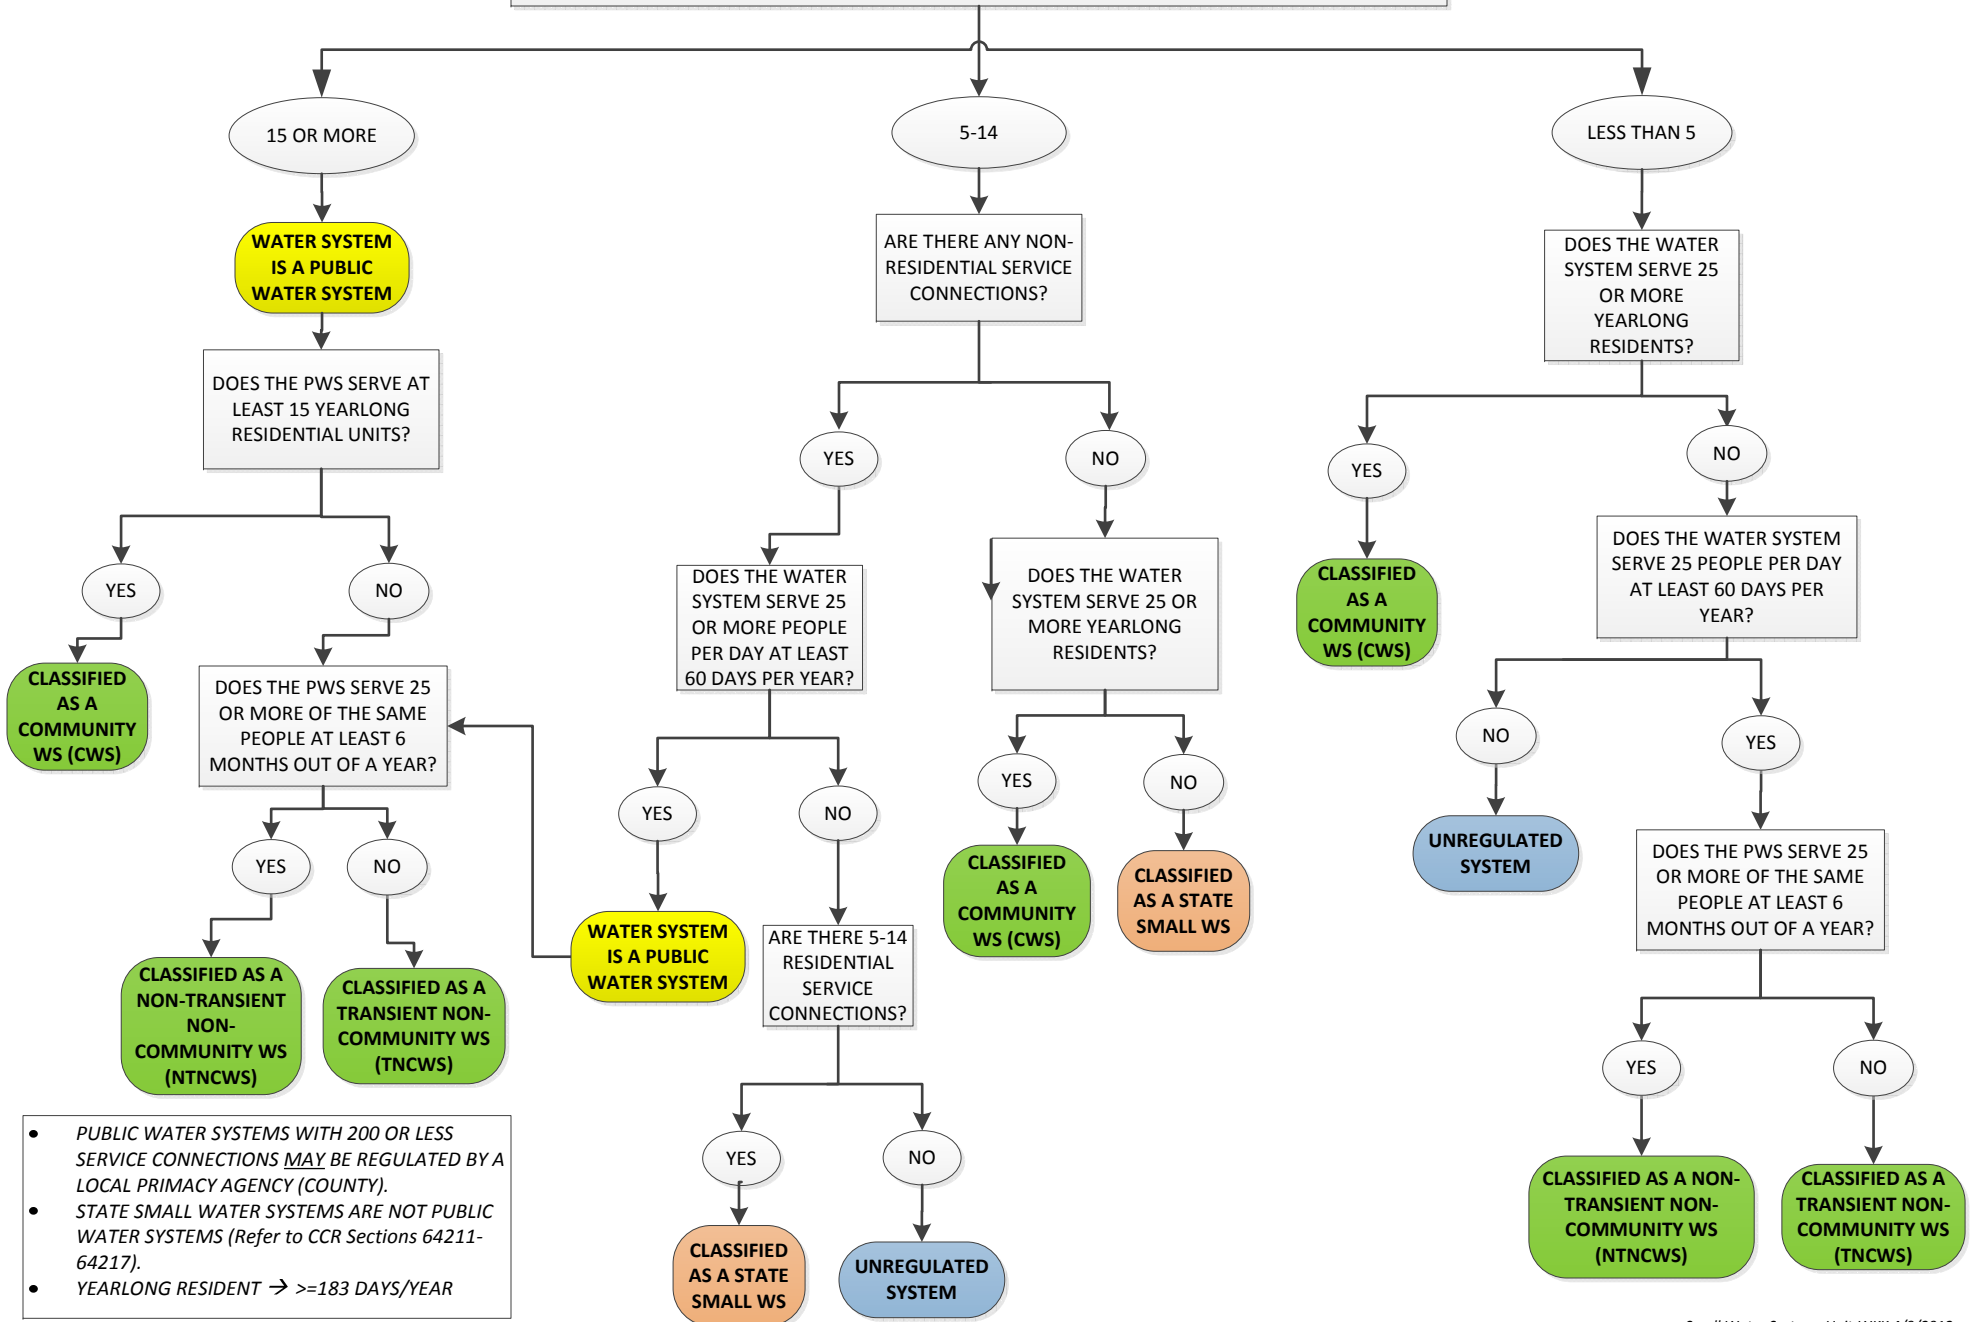 15 OR MORE
5-14
LESS THAN 5
WATER SYSTEM
IS A PUBLIC
WATER SYSTEM
ARE THERE ANY NON-
RESIDENTIAL SERVICE
CONNECTIONS?
DOES THE WATER
SYSTEM SERVE 25
OR MORE
YEARLONG
RESIDENTS?
DOES THE PWS SERVE AT
LEAST 15 YEARLONG
RESIDENTIAL UNITS?
YES
NO
YES
NO
YES
NO
CLASSIFIED
AS A
COMMUNITY
WS (CWS)
DOES THE PWS SERVE 25
OR MORE OF THE SAME
PEOPLE AT LEAST 6
MONTHS OUT OF A YEAR?
DOES THE WATER
SYSTEM SERVE 25
OR MORE PEOPLE
PER DAY AT LEAST
60 DAYS PER YEAR?
DOES THE WATER
SYSTEM SERVE 25 OR
MORE YEARLONG
RESIDENTS?
CLASSIFIED
AS A
COMMUNITY
WS (CWS)
DOES THE WATER SYSTEM
SERVE 25 PEOPLE PER DAY
AT LEAST 60 DAYS PER
YEAR?
YES
NO
YES
NO
YES
NO
NO
YES
CLASSIFIED AS A
NON-TRANSIENT
NON-
COMMUNITY WS
(NTNCWS)
CLASSIFIED AS A
TRANSIENT NON-
COMMUNITY WS
(TNCWS)
WATER SYSTEM
IS A PUBLIC
WATER SYSTEM
ARE THERE 5-14
RESIDENTIAL
SERVICE
CONNECTIONS?
CLASSIFIED
AS A
COMMUNITY
WS (CWS)
CLASSIFIED
AS A STATE
SMALL WS
UNREGULATED
SYSTEM
DOES THE PWS SERVE 25
OR MORE OF THE SAME
PEOPLE AT LEAST 6
MONTHS OUT OF A YEAR?
YES
NO
YES
NO
CLASSIFIED
AS A STATE
SMALL WS
UNREGULATED
SYSTEM
CLASSIFIED AS A NON-
TRANSIENT NON-
COMMUNITY WS
(NTNCWS)
CLASSIFIED AS A
TRANSIENT NON-
COMMUNITY WS
(TNCWS)
• PUBLIC WATER SYSTEMS WITH 200 OR LESS
SERVICE CONNECTIONS MAY BE REGULATED BY A
LOCAL PRIMACY AGENCY (COUNTY).
• STATE SMALL WATER SYSTEMS ARE NOT PUBLIC
WATER SYSTEMS (Refer to CCR Sections 64211-
64217).
• YEARLONG RESIDENT → >=183 DAYS/YEAR